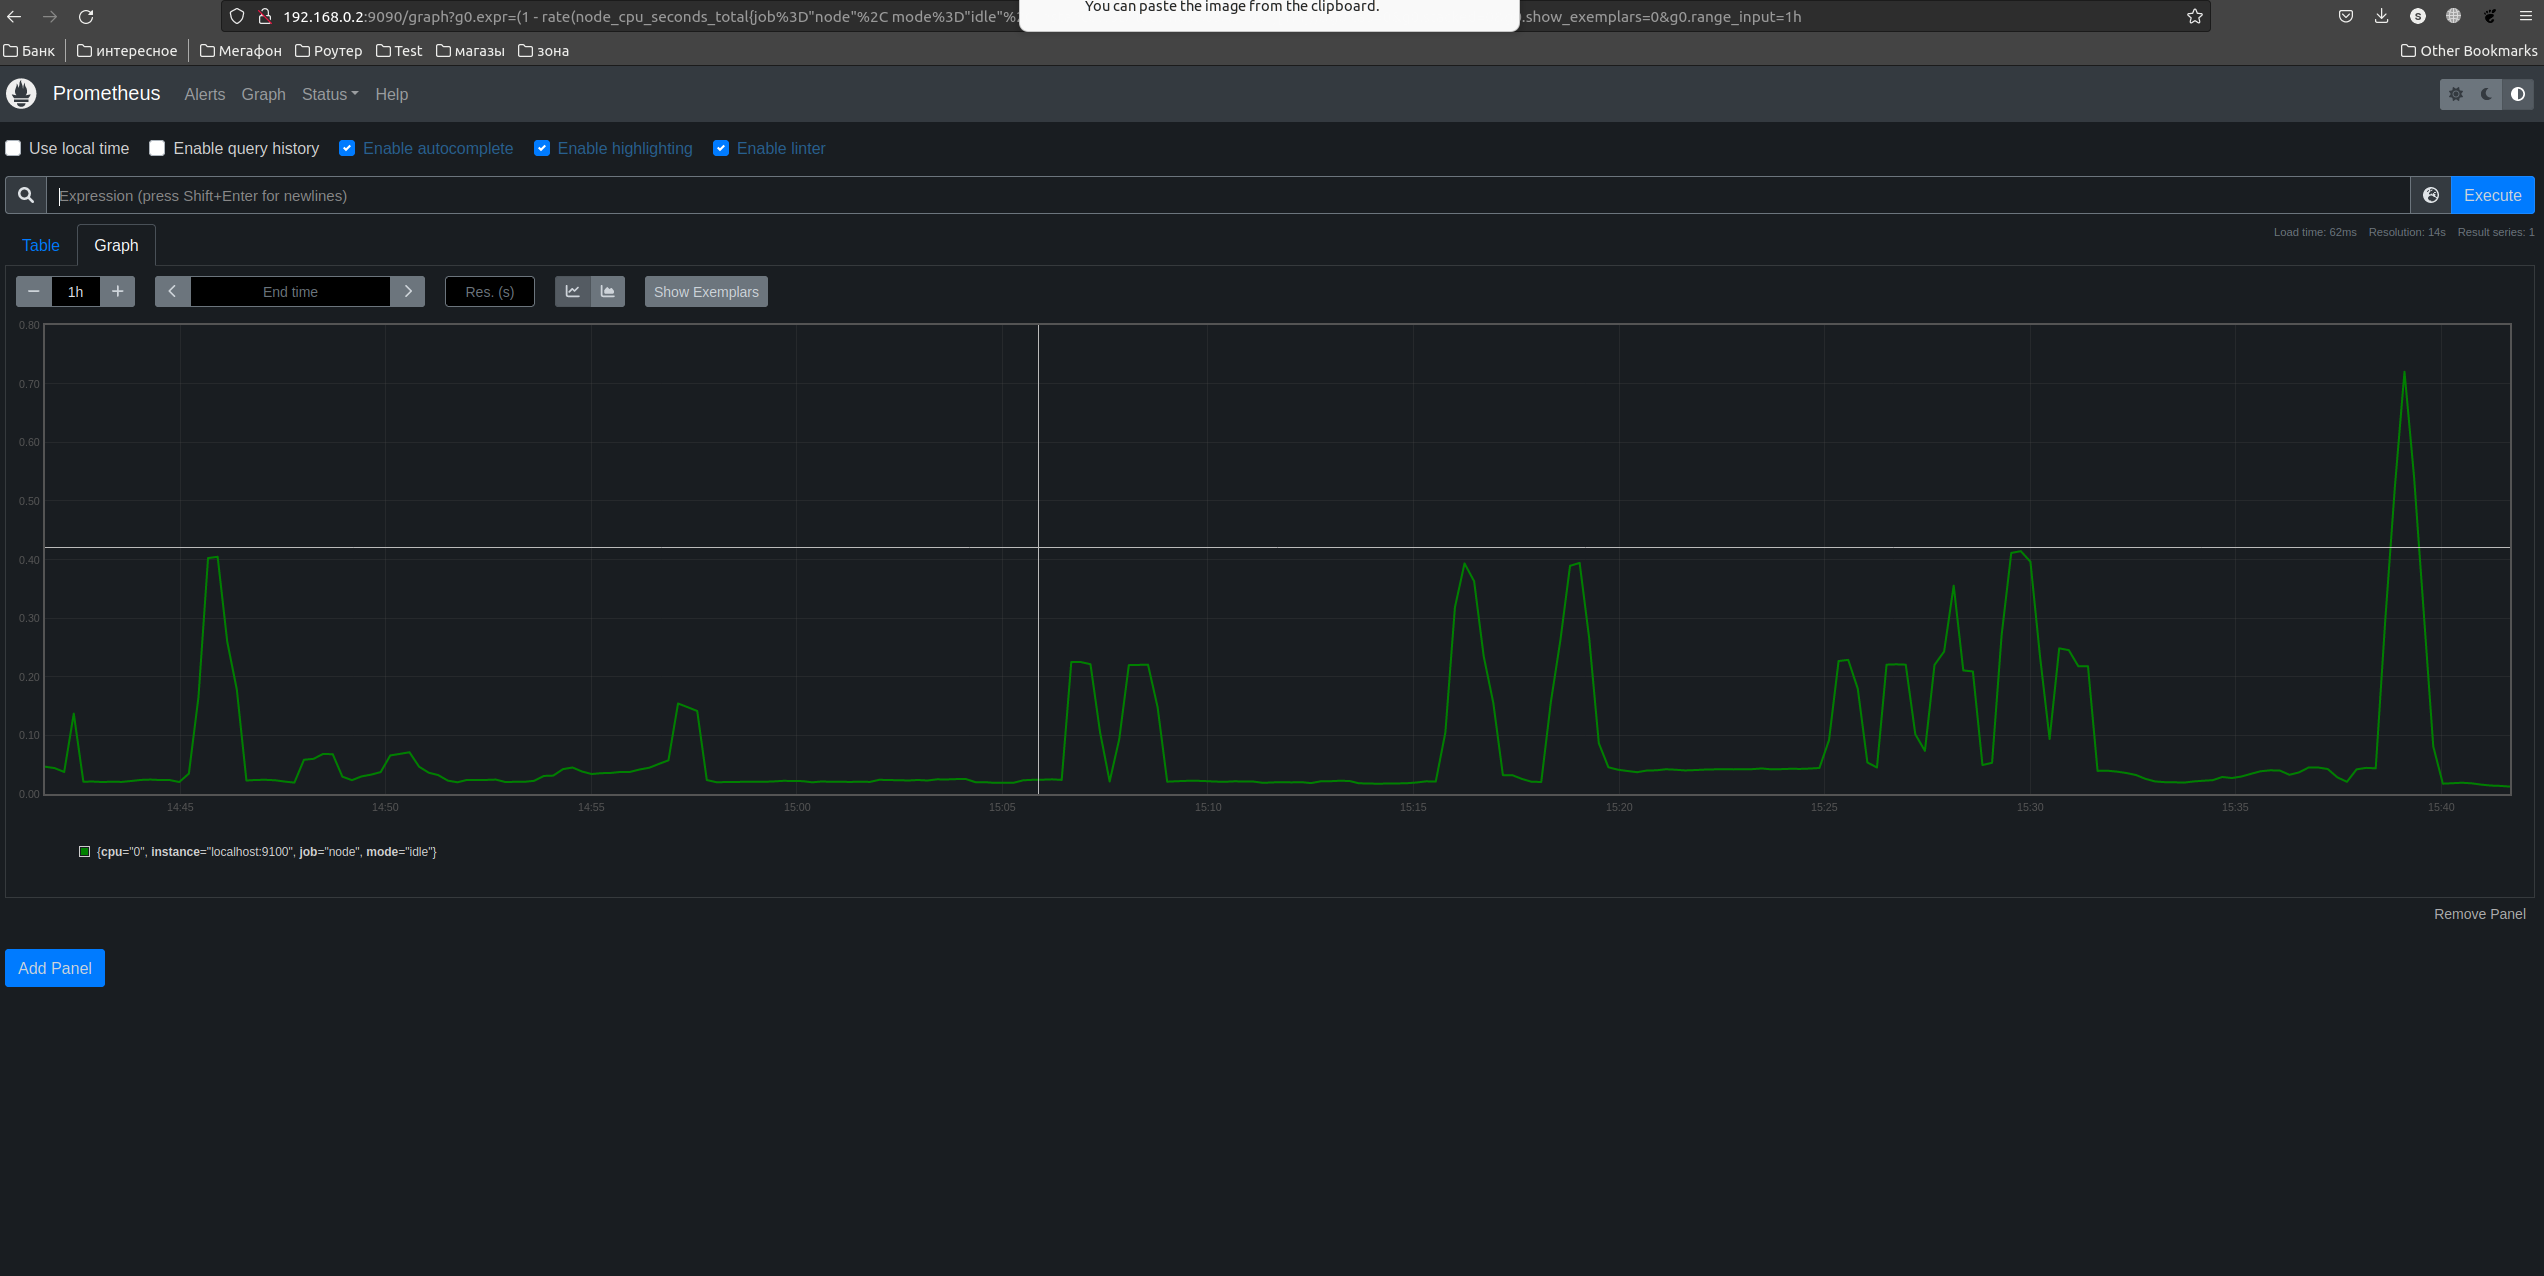 You can paste the image from the clipboard.
192.168.0.2:9090/graph?g0.expr=(1 - rate(node_cpu_seconds_total{job%3D"node"%2C mode%3D"idle"% .show_exemplars=0&g0.range_input=1h
Банк интересное Мегафон Роутер Test магазы зона Other Bookmarks
Prometheus Alerts Graph Status Help
Use local time Enable query history Enable autocomplete Enable highlighting Enable linter
Expression (press Shift+Enter for newlines) Execute
Table Graph Load time: 62ms Resolution: 14s Result series: 1
1h End time Res. (s) Show Exemplars
0.80
0.70
0.60
0.50
0.40
0.30
0.20
0.10
0.00
14:45 14:50 14:55 15:00 15:05 15:10 15:15 15:20 15:25 15:30 15:35 15:40
{cpu="0", instance="localhost:9100", job="node", mode="idle"}
Remove Panel
Add Panel